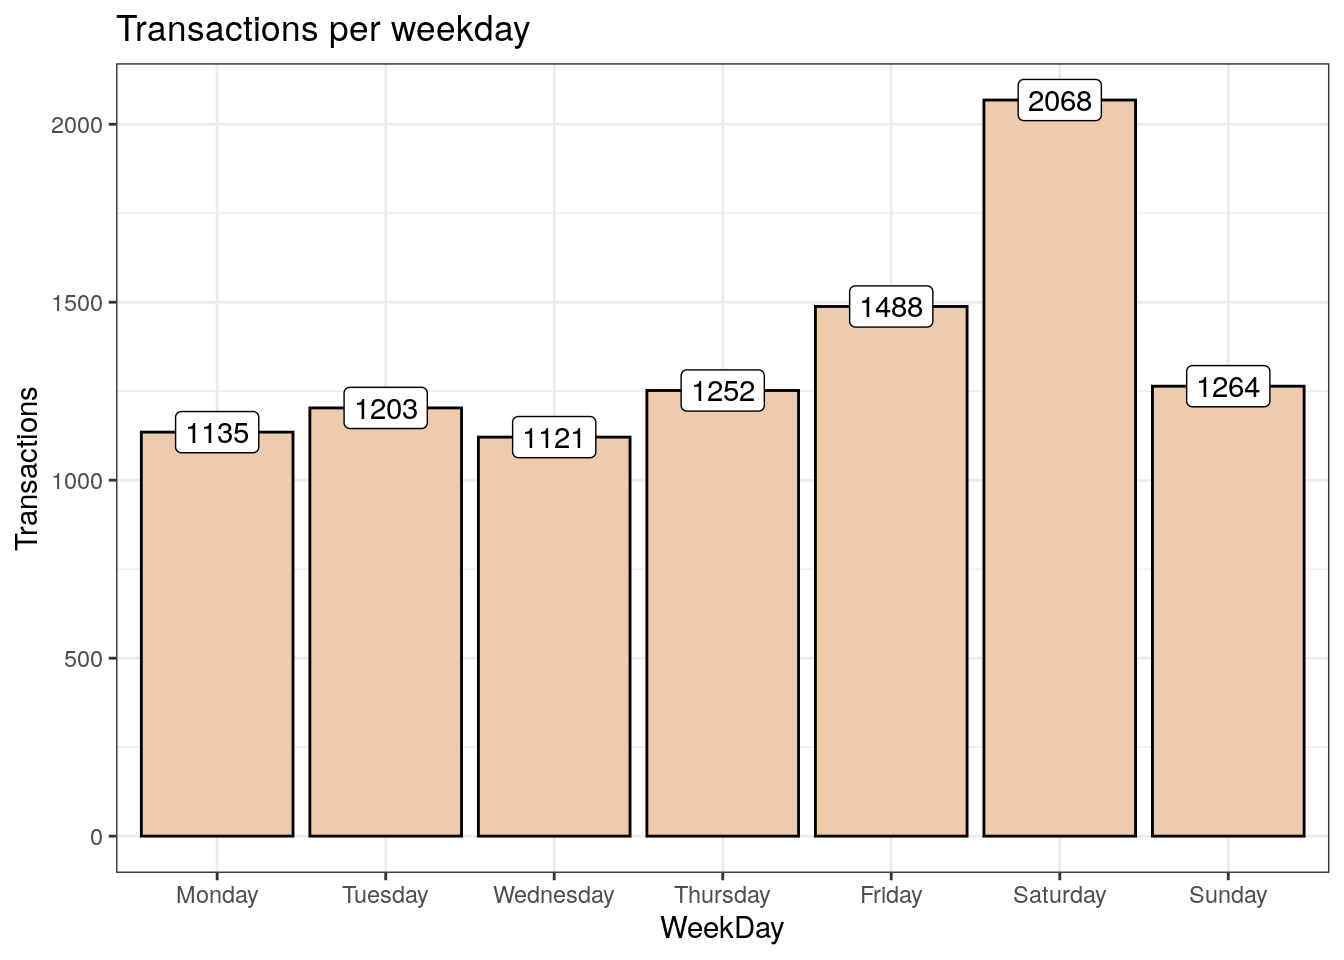 Transactions per weekday
Transactions
2000
1500
1000
500
0
1135
1203
1121
1252
1488
2068
1264
Monday
Tuesday
Wednesday
Thursday
Friday
Saturday
Sunday
WeekDay